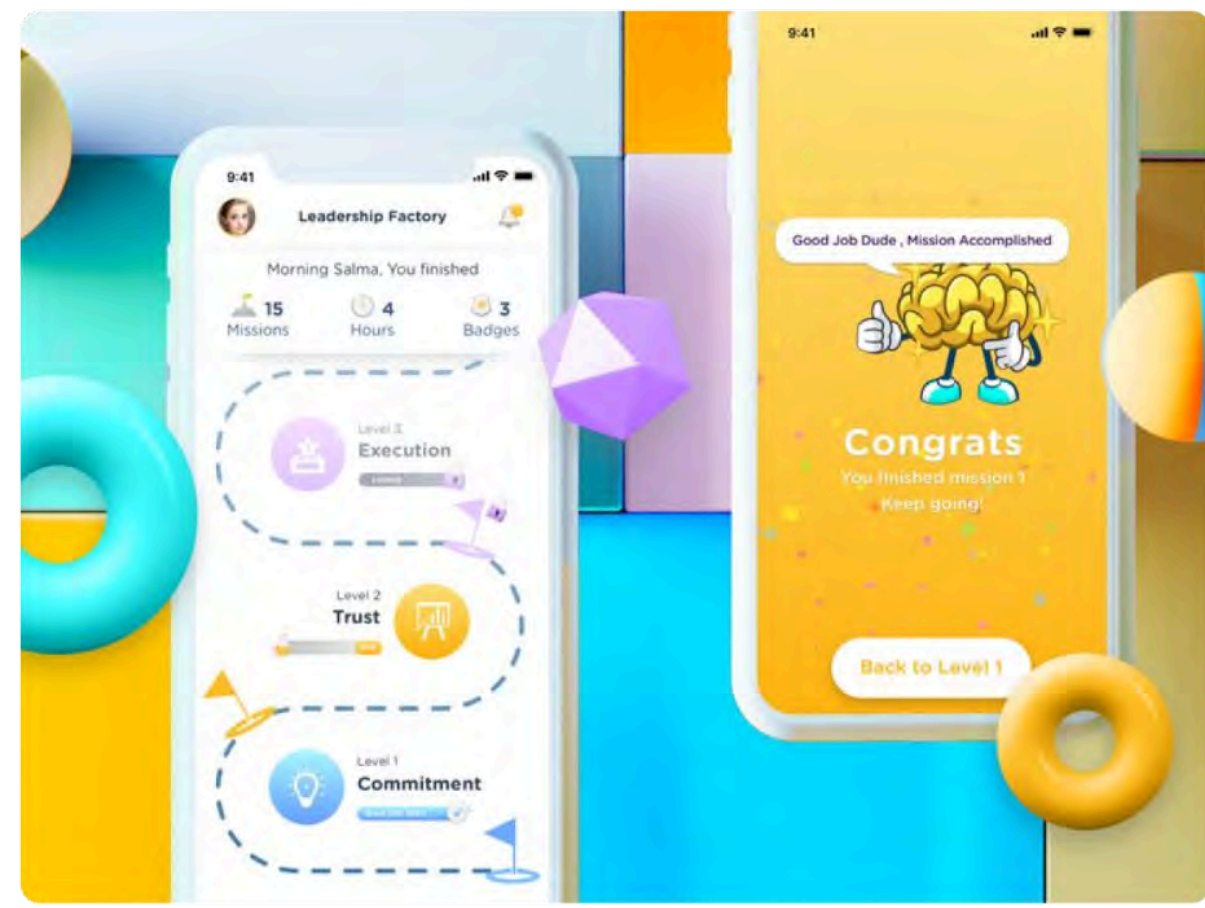 9:41
Leadership Factory
Morning Salma, You finished
15 4 3
Missions Hours Badges
Level 3
Execution
Level 2
Trust
Level 1
Commitment
9:41
Good Job Dude , Mission Accomplished
Congrats
You finished mission 1
Keep going!
Back to Level 1